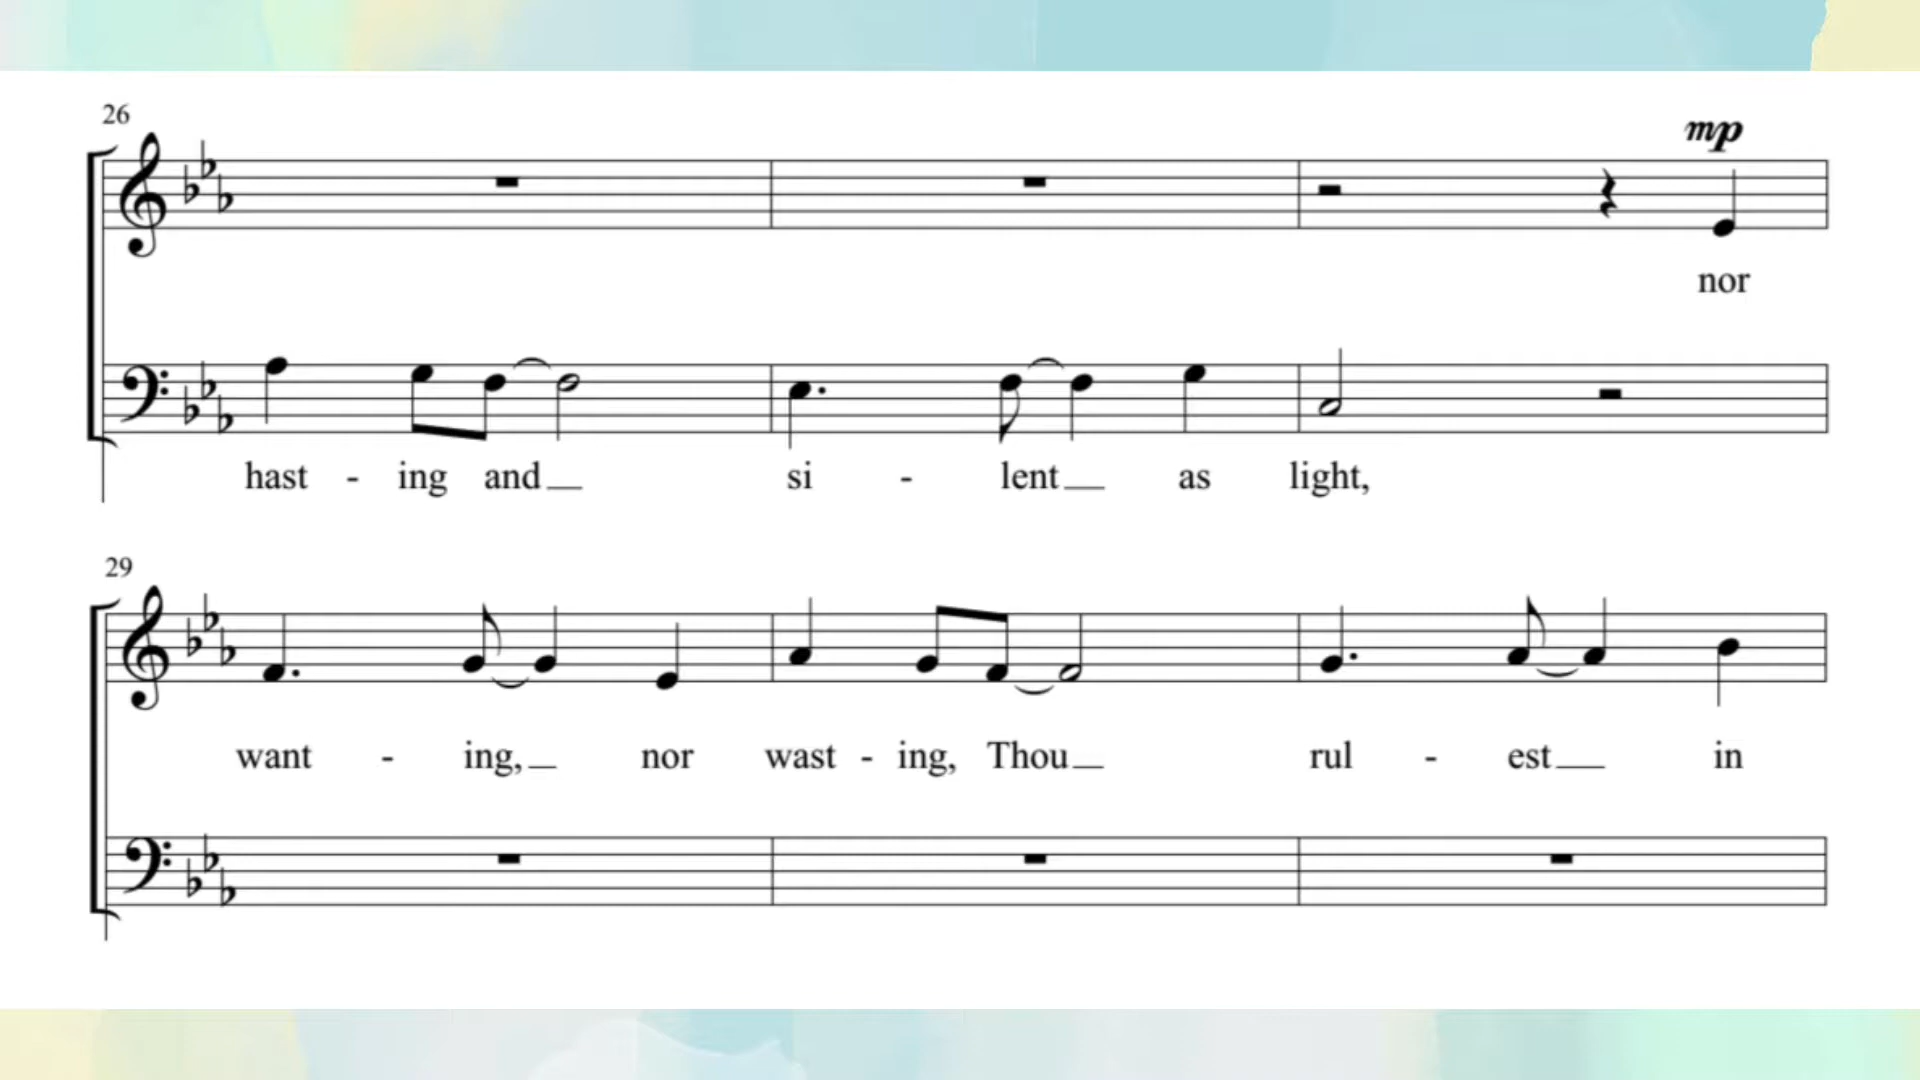 26
mp
nor
hast - ing and si - lent as light,
29
want - ing, nor wast - ing, Thou rul - est in